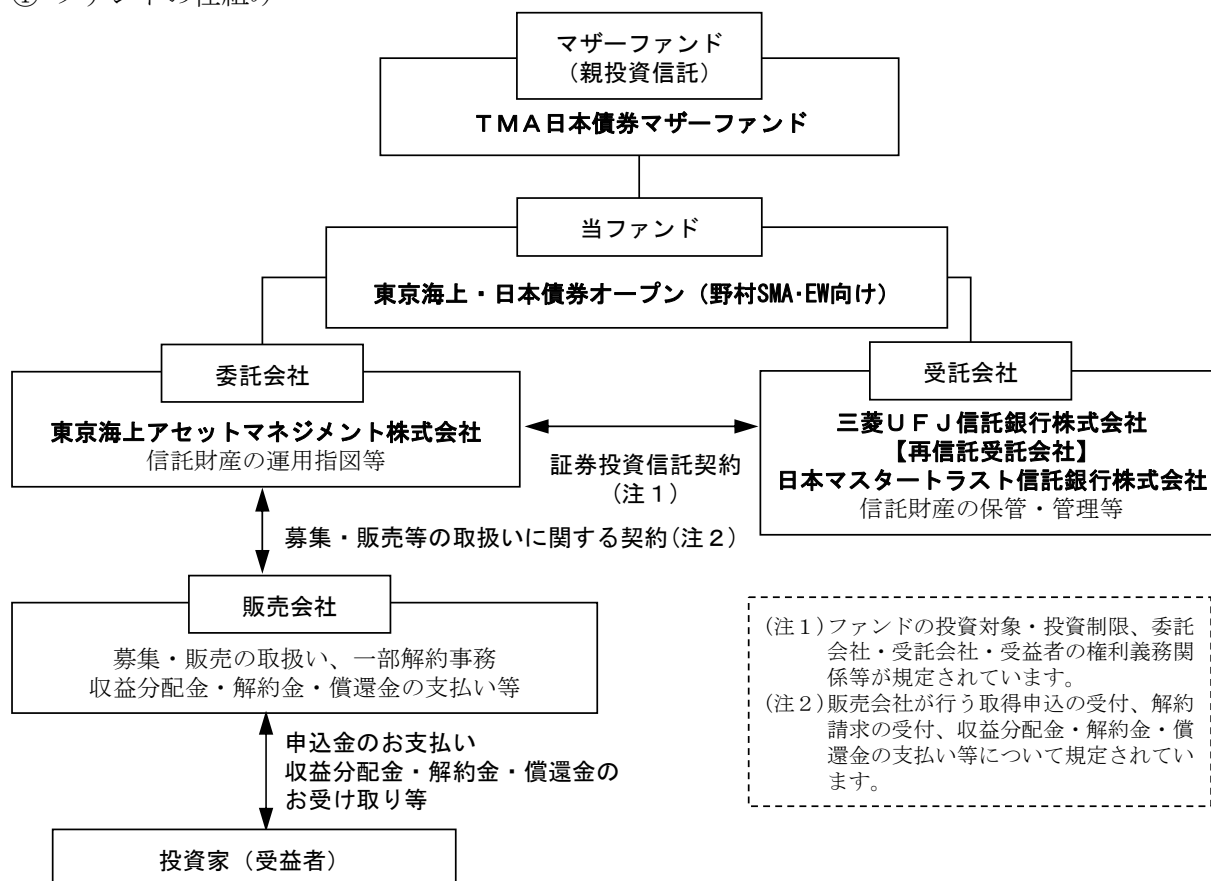 ① ファンドの仕組み
マザーファンド
（親投資信託）
ＴＭＡ日本債券マザーファンド
当ファンド
東京海上・日本債券オープン（野村SMA･EW向け）
委託会社
東京海上アセットマネジメント株式会社
信託財産の運用指図等
証券投資信託契約
（注１）
受託会社
三菱ＵＦＪ信託銀行株式会社
【再信託受託会社】
日本マスタートラスト信託銀行株式会社
信託財産の保管・管理等
募集・販売等の取扱いに関する契約(注２)
販売会社
募集・販売の取扱い、一部解約事務
収益分配金・解約金・償還金の支払い等
(注１)ファンドの投資対象・投資制限、委託
会社・受託会社・受益者の権利義務関
係等が規定されています。
(注２)販売会社が行う取得申込の受付、解約
請求の受付、収益分配金・解約金・償
還金の支払い等について規定されてい
ます。
申込金のお支払い
収益分配金・解約金・償還金の
お受け取り等
投資家（受益者）